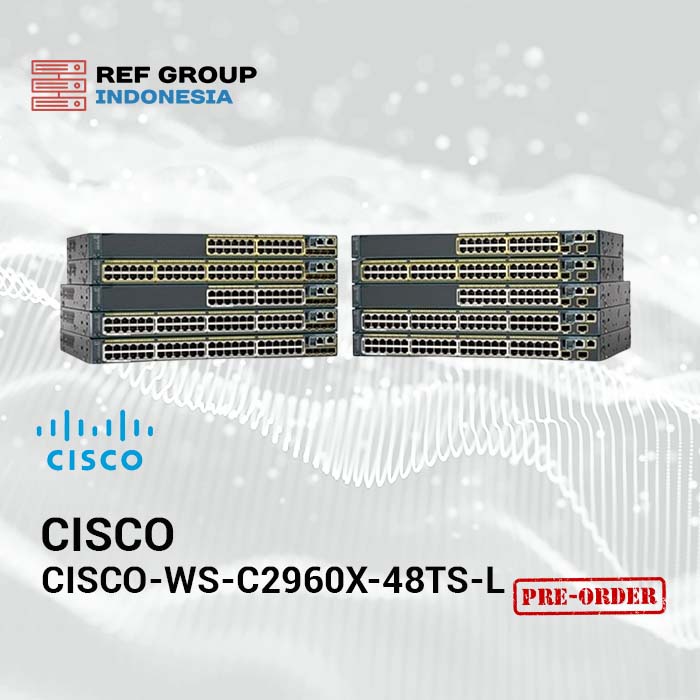 REF GROUP
INDONESIA
CISCO
CISCO
CISCO-WS-C2960X-48TS-L
PRE-ORDER